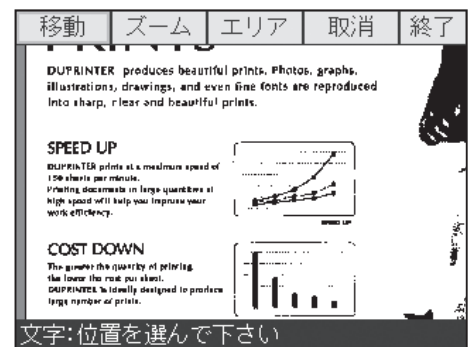 移動 ズーム エリア 取消 終了
PRINTS
DUPRINTER produces beautiful prints. Photos, graphs,
illustrations, drawings, and even fine fonts are reproduced
into sharp, clear and beautiful prints.
SPEED UP
DUPRINTER prints at a maximum speed of
150 sheets per minute.
Printing documents in large quantities at
high speed will help you improve your
work efficiency.
SPEED UP
COST DOWN
The greater the quantity of printing,
the lower the cost per sheet.
DUPRINTER is ideally designed to produce
large number of prints.
文字:位置を選んで下さい